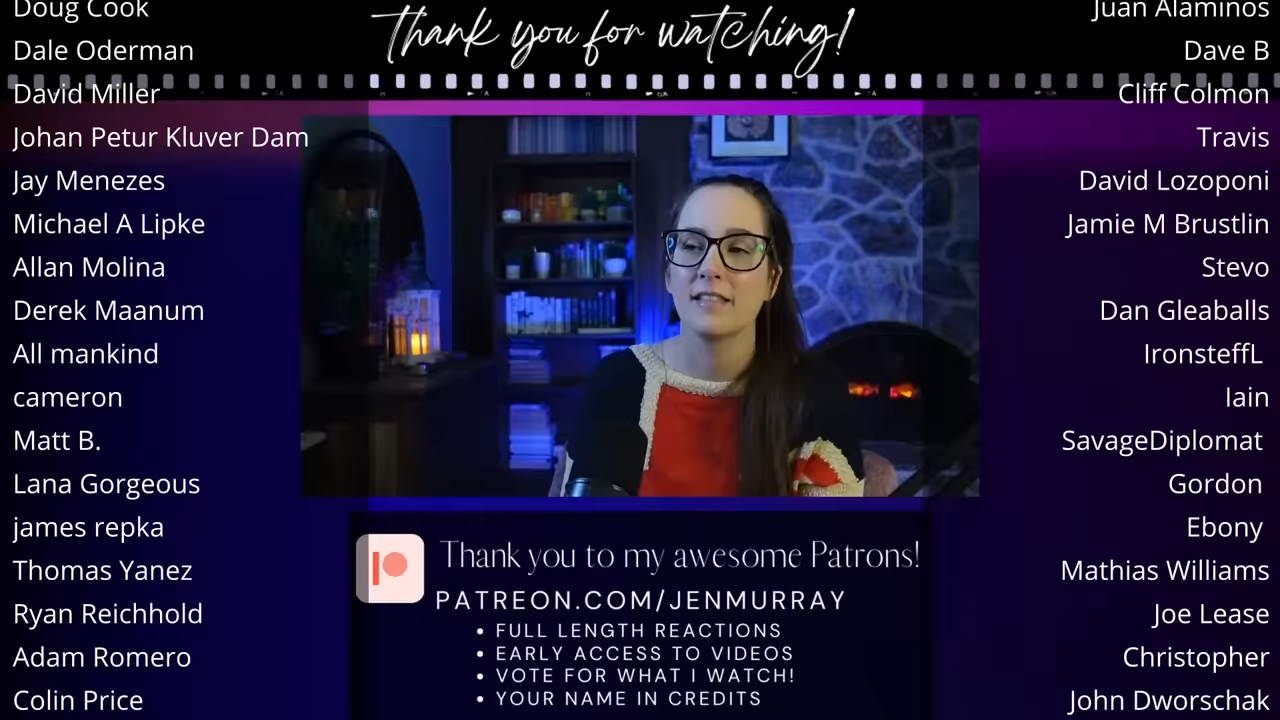 Thank you for watching!
Doug Cook
Dale Oderman
David Miller
Johan Petur Kluver Dam
Jay Menezes
Michael A Lipke
Allan Molina
Derek Maanum
All mankind
cameron
Matt B.
Lana Gorgeous
james repka
Thomas Yanez
Ryan Reichhold
Adam Romero
Colin Price
Juan Alaminos
Dave B
Cliff Colmon
Travis
David Lozoponi
Jamie M Brustlin
Stevo
Dan Gleaballs
IronsteffL
Iain
SavageDiplomat
Gordon
Ebony
Mathias Williams
Joe Lease
Christopher
John Dworschak
Thank you to my awesome Patrons!
PATREON.COM/JENMURRAY
• FULL LENGTH REACTIONS
• EARLY ACCESS TO VIDEOS
• VOTE FOR WHAT I WATCH!
• YOUR NAME IN CREDITS